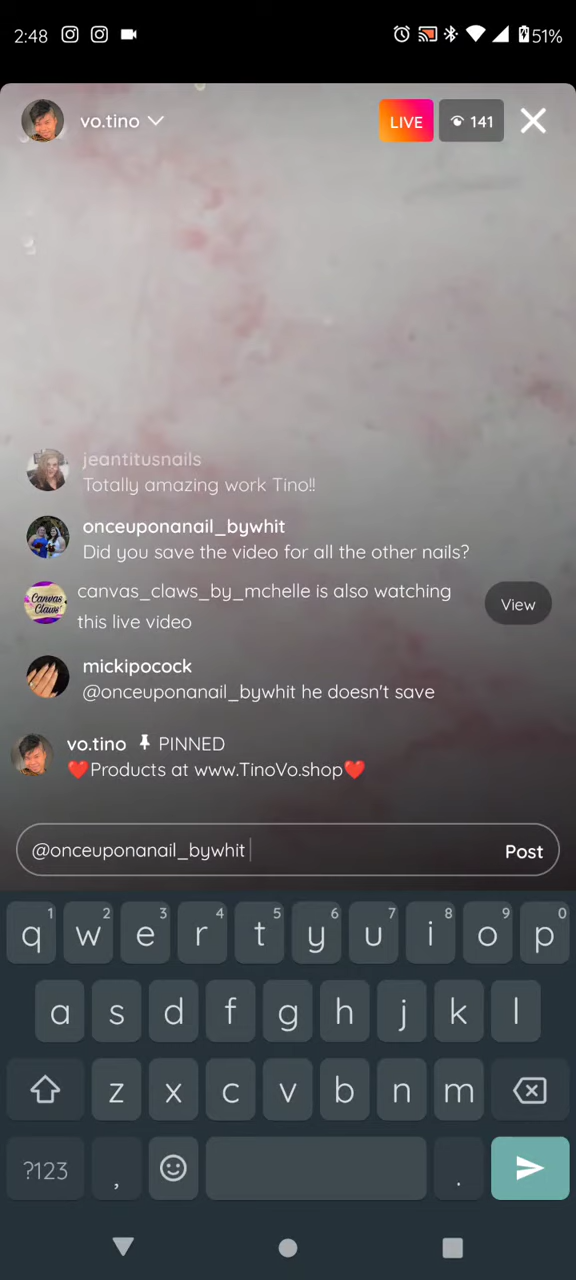 2:48
51%
vo.tino
LIVE
141
jeantitusnails
Totally amazing work Tino!!
onceuponanail_bywhit
Did you save the video for all the other nails?
canvas_claws_by_mchelle is also watching
this live video
View
Canvas
Claws
mickipocock
@onceuponanail_bywhit he doesn't save
vo.tino PINNED
❤️Products at www.TinoVo.shop❤️
@onceuponanail_bywhit
Post
1 2 3 4 5 6 7 8 9 0
q w e r t y u i o p
a s d f g h j k l
z x c v b n m
?123 , .